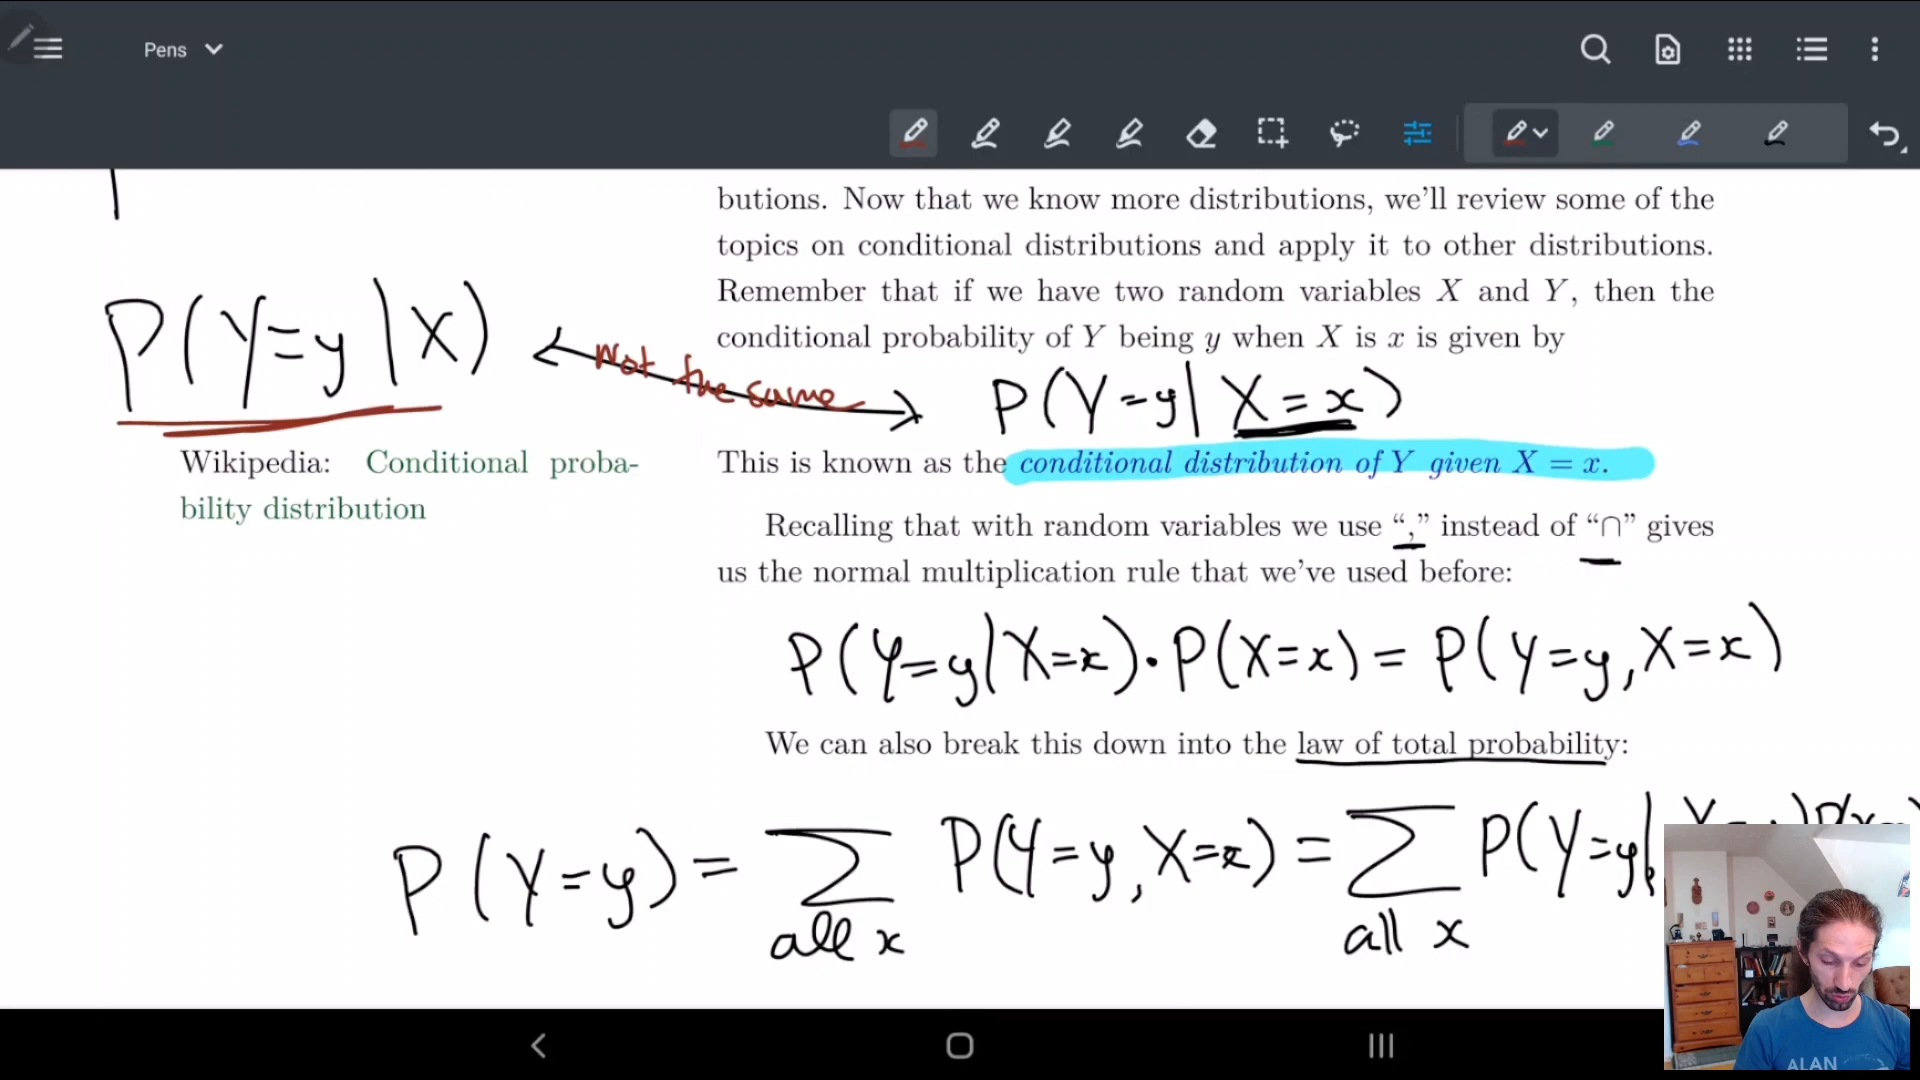 Pens
butions. Now that we know more distributions, we'll review some of the
topics on conditional distributions and apply it to other distributions.
Remember that if we have two random variables X and Y, then the
conditional probability of Y being y when X is x is given by
P(Y=y|X)
Not the same
P(Y=y|X=x)
Wikipedia: Conditional proba-
bility distribution
This is known as the conditional distribution of Y given X = x.
Recalling that with random variables we use “,” instead of “∩” gives
us the normal multiplication rule that we've used before:
P(Y=y|X=x)·P(X=x)=P(Y=y,X=x)
We can also break this down into the law of total probability:
P(Y=y)=∑ P(Y=y,X=x)=∑ P(Y=y|
all x all x
ALAN